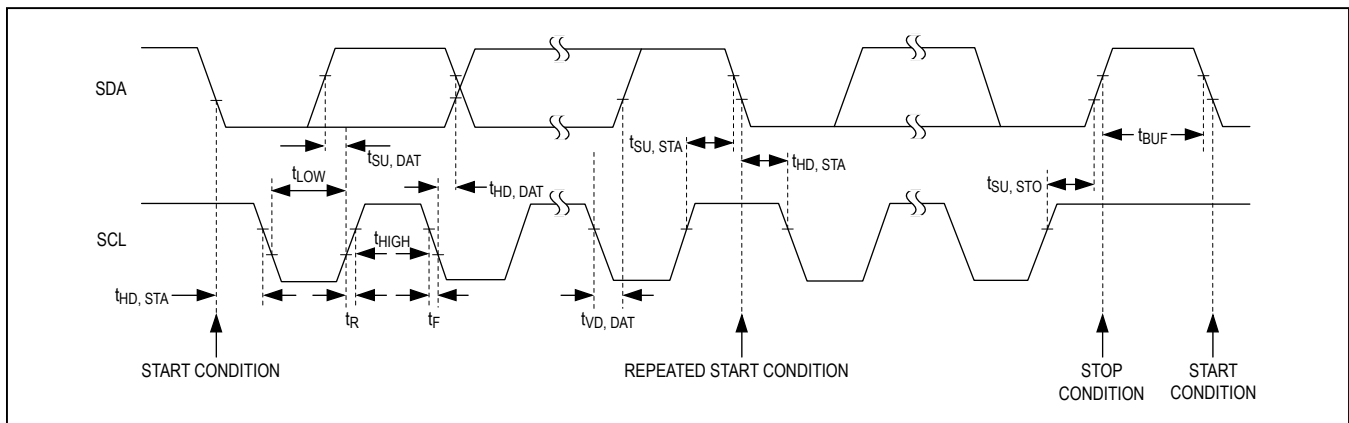 SDA
tSU, DAT
tLOW
tHD, DAT
tSU, STA
tHD, STA
tBUF
tSU, STO
SCL
tHIGH
tHD, STA
tR
tF
tVD, DAT
START CONDITION
REPEATED START CONDITION
STOP
CONDITION
START
CONDITION